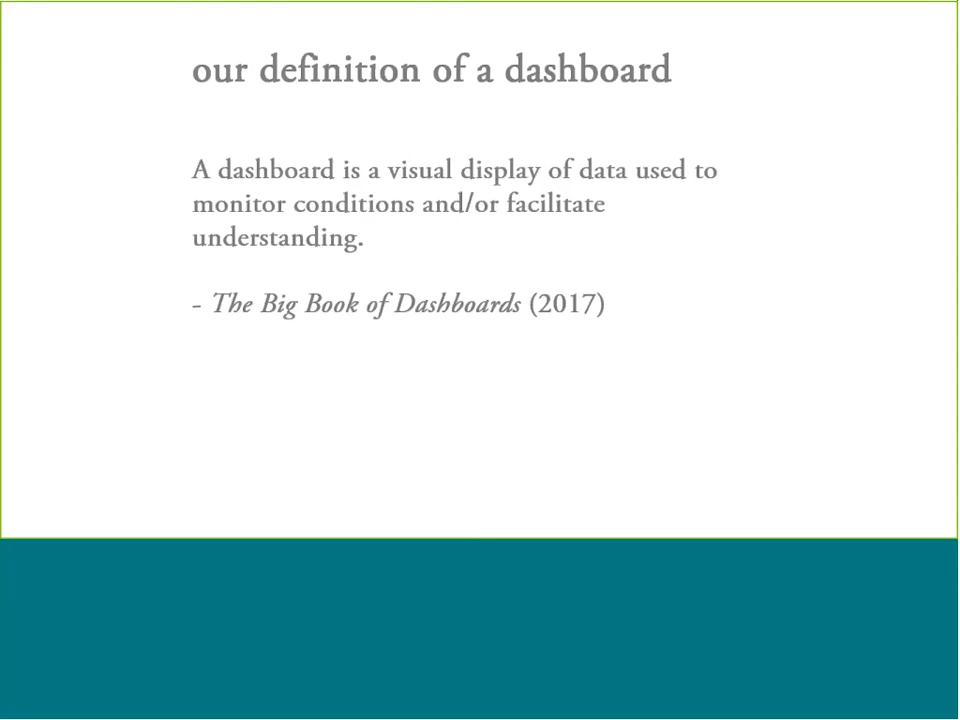 our definition of a dashboard
A dashboard is a visual display of data used to
monitor conditions and/or facilitate
understanding.
- The Big Book of Dashboards (2017)